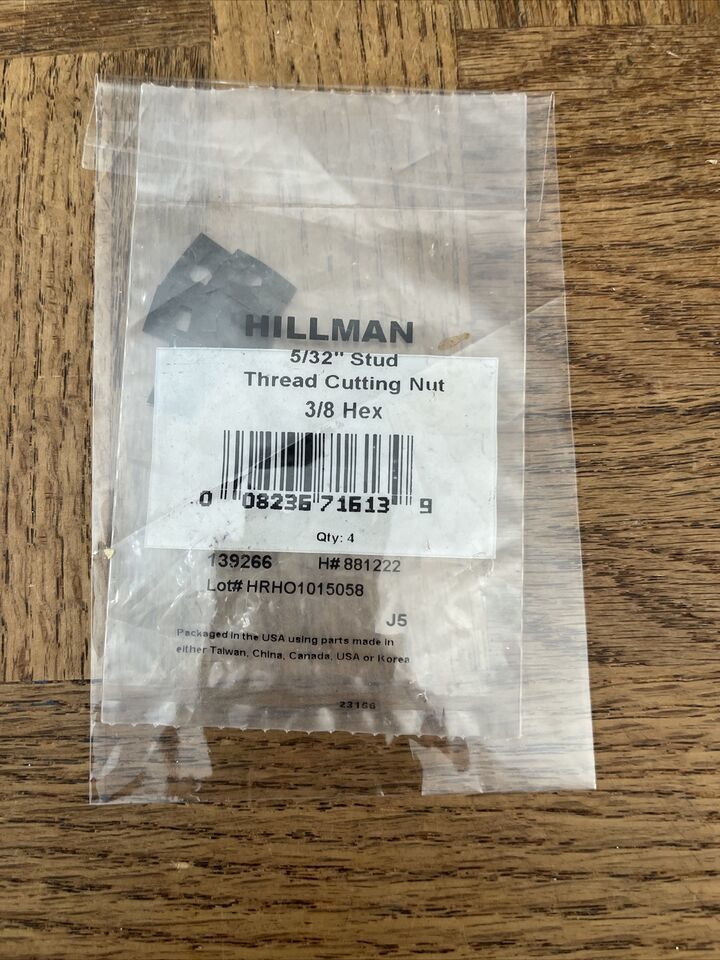 HILLMAN
5/32" Stud
Thread Cutting Nut
3/8 Hex
0 08236 71613 9
Qty: 4
139266 H# 881222
Lot# HRHO1015058
J5
Packaged in the USA using parts made in
either Taiwan, China, Canada, USA or Korea
23156